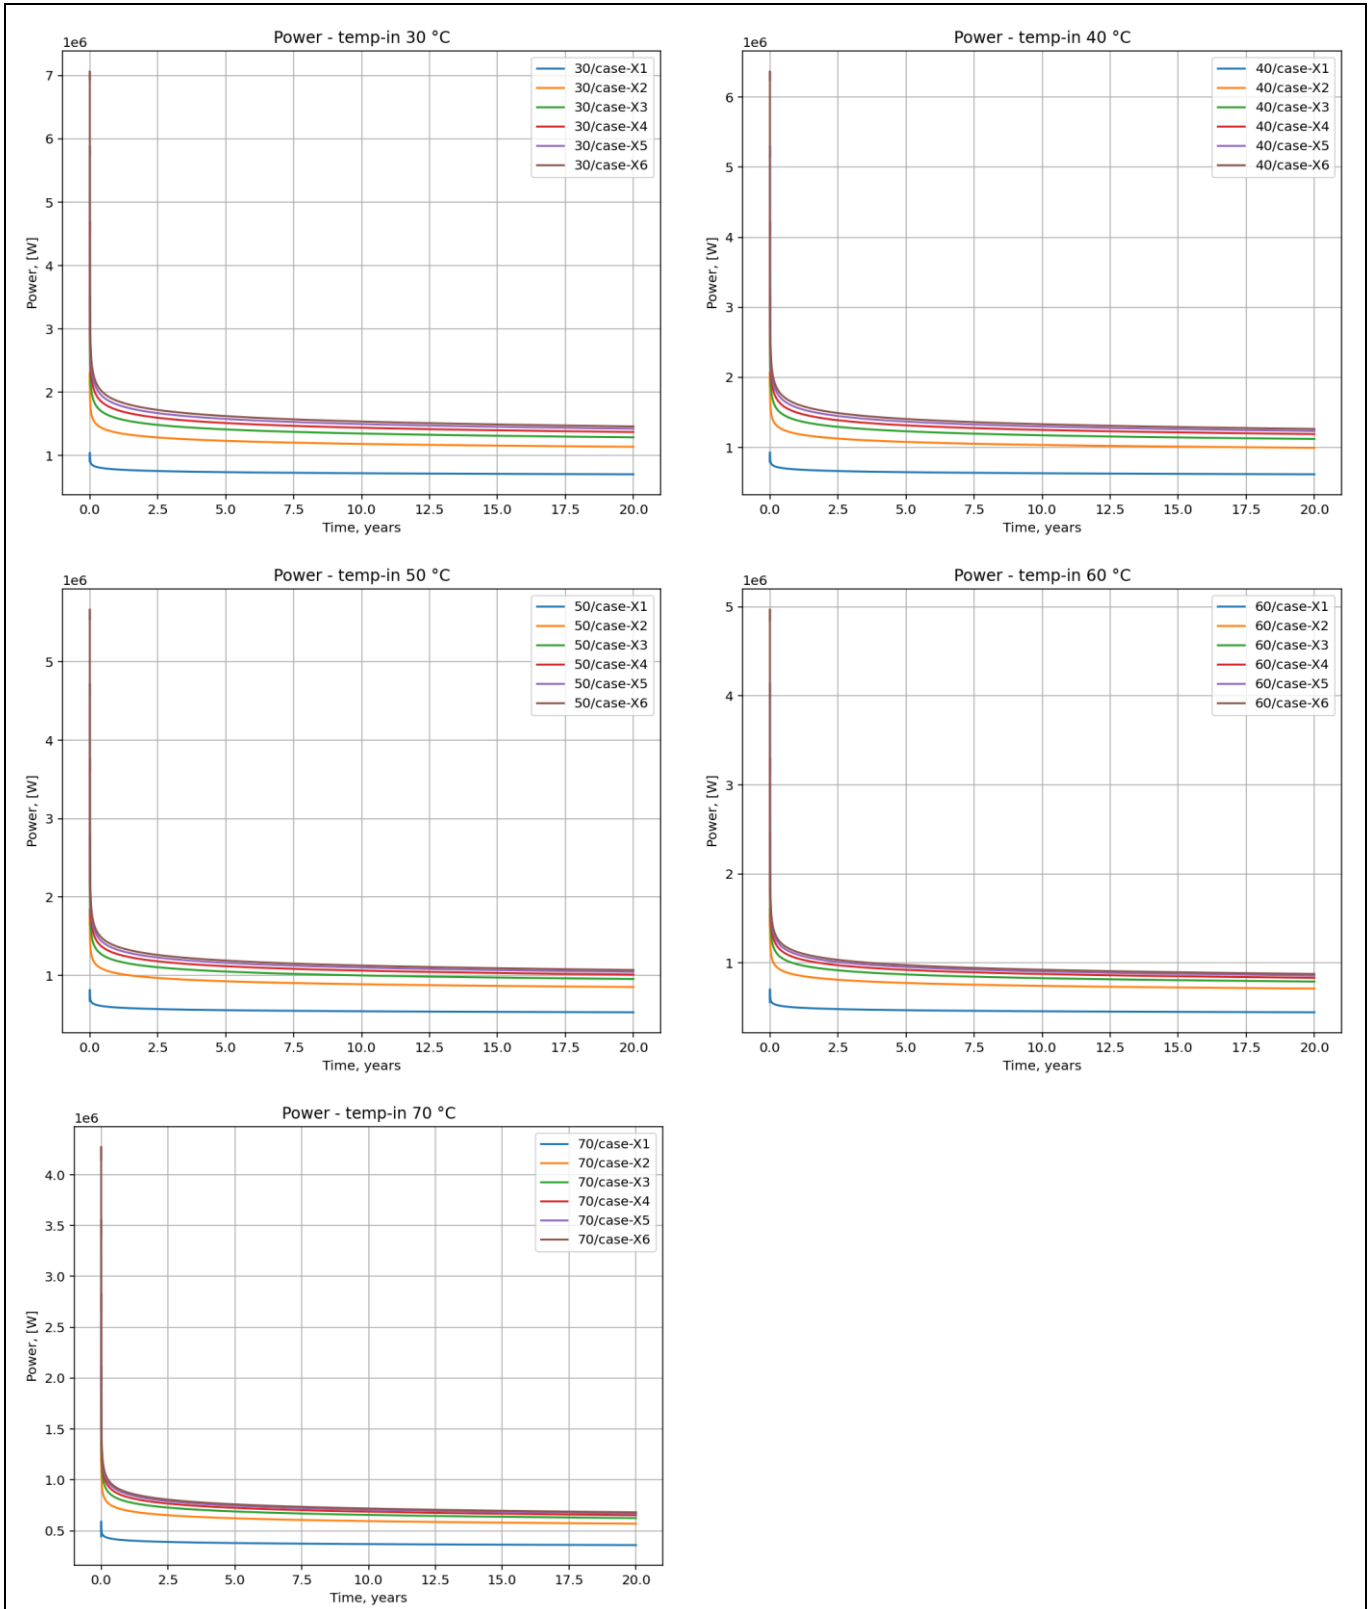 Power - temp-in 30 °C
1e6
7
6
5
4
3
2
1
Power, [W]
30/case-X1
30/case-X2
30/case-X3
30/case-X4
30/case-X5
30/case-X6
0.0 2.5 5.0 7.5 10.0 12.5 15.0 17.5 20.0
Time, years
Power - temp-in 40 °C
1e6
6
5
4
3
2
1
Power, [W]
40/case-X1
40/case-X2
40/case-X3
40/case-X4
40/case-X5
40/case-X6
0.0 2.5 5.0 7.5 10.0 12.5 15.0 17.5 20.0
Time, years
Power - temp-in 50 °C
1e6
5
4
3
2
1
Power, [W]
50/case-X1
50/case-X2
50/case-X3
50/case-X4
50/case-X5
50/case-X6
0.0 2.5 5.0 7.5 10.0 12.5 15.0 17.5 20.0
Time, years
Power - temp-in 60 °C
1e6
5
4
3
2
1
Power, [W]
60/case-X1
60/case-X2
60/case-X3
60/case-X4
60/case-X5
60/case-X6
0.0 2.5 5.0 7.5 10.0 12.5 15.0 17.5 20.0
Time, years
Power - temp-in 70 °C
1e6
4.0
3.5
3.0
2.5
2.0
1.5
1.0
0.5
Power, [W]
70/case-X1
70/case-X2
70/case-X3
70/case-X4
70/case-X5
70/case-X6
0.0 2.5 5.0 7.5 10.0 12.5 15.0 17.5 20.0
Time, years